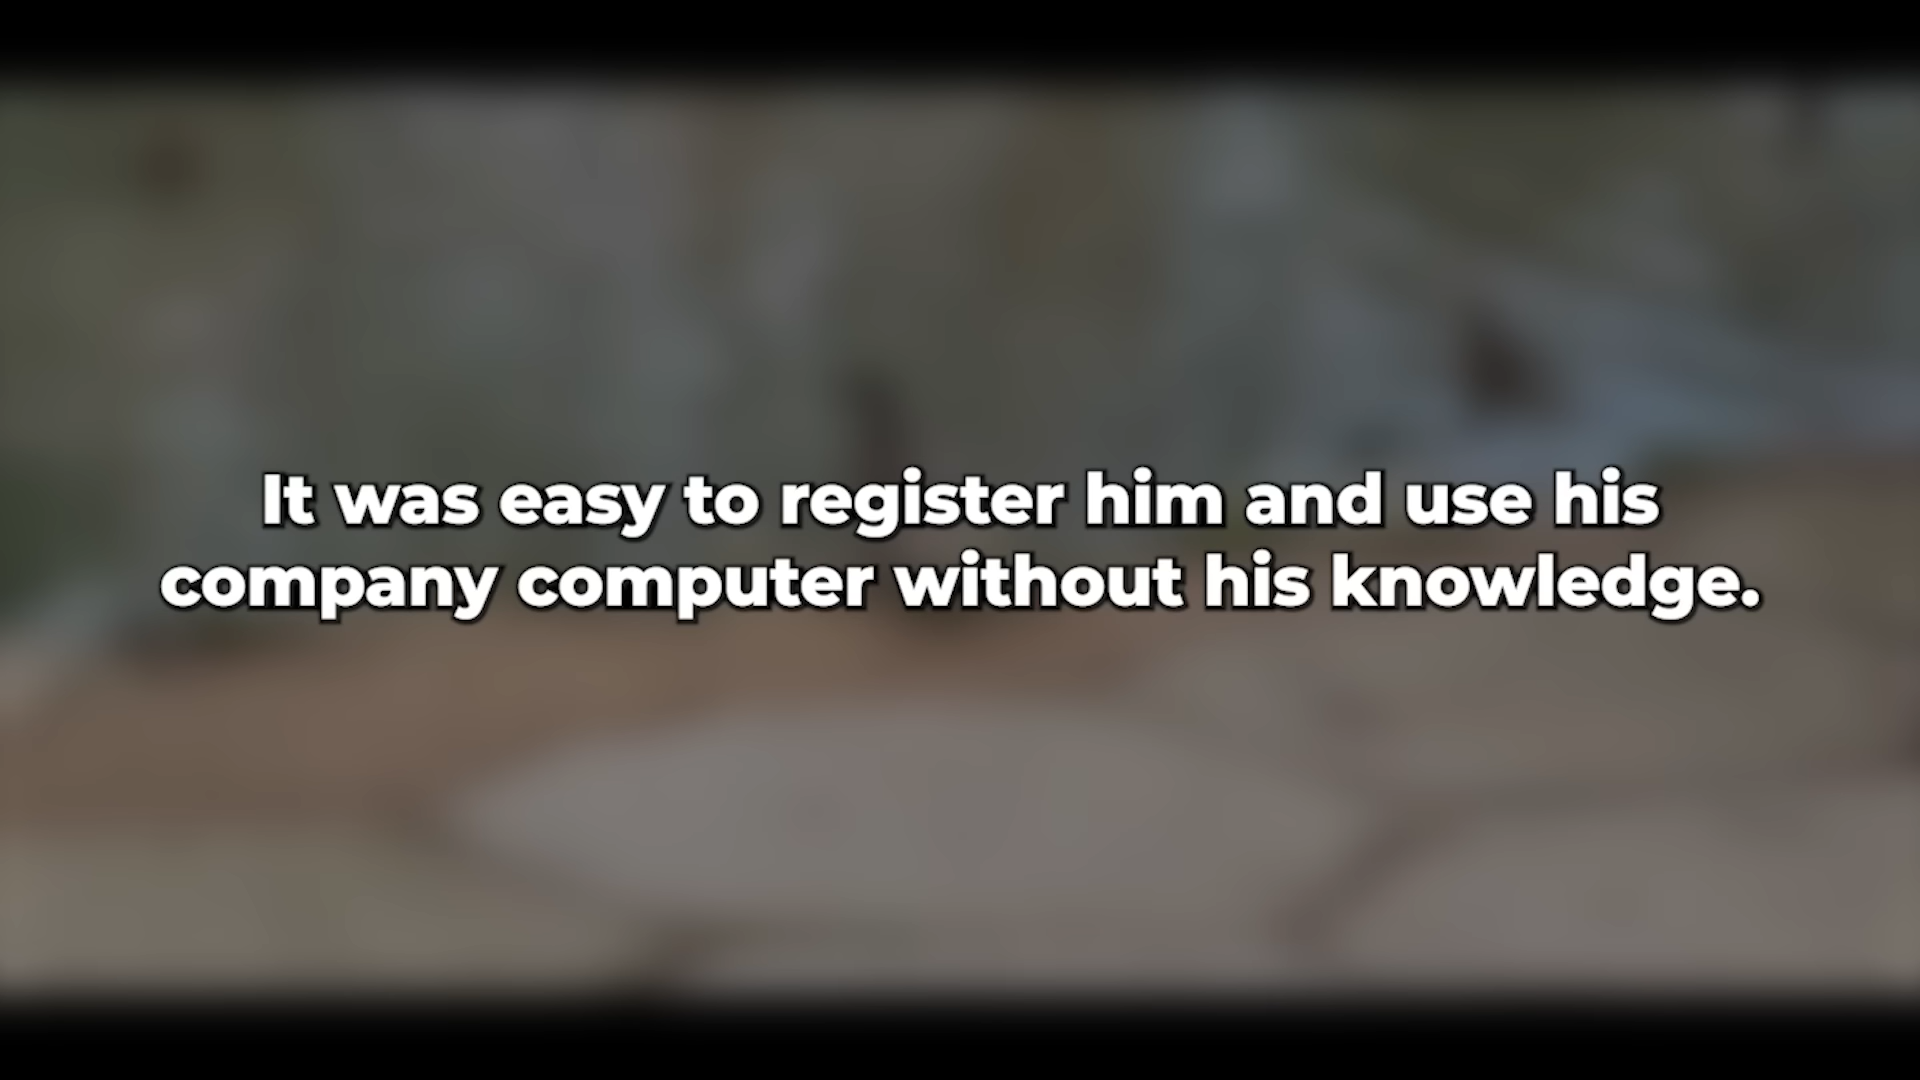 It was easy to register him and use his
company computer without his knowledge.